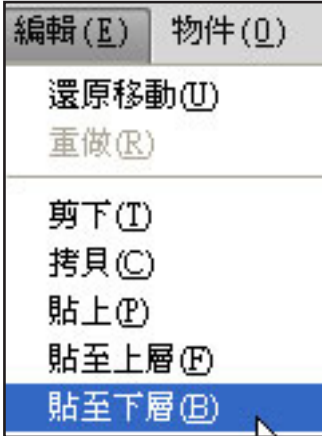 編輯(E) 物件(O)
還原移動(U)
重做(R)
剪下(T)
拷貝(C)
貼上(P)
貼至上層(F)
貼至下層(B)